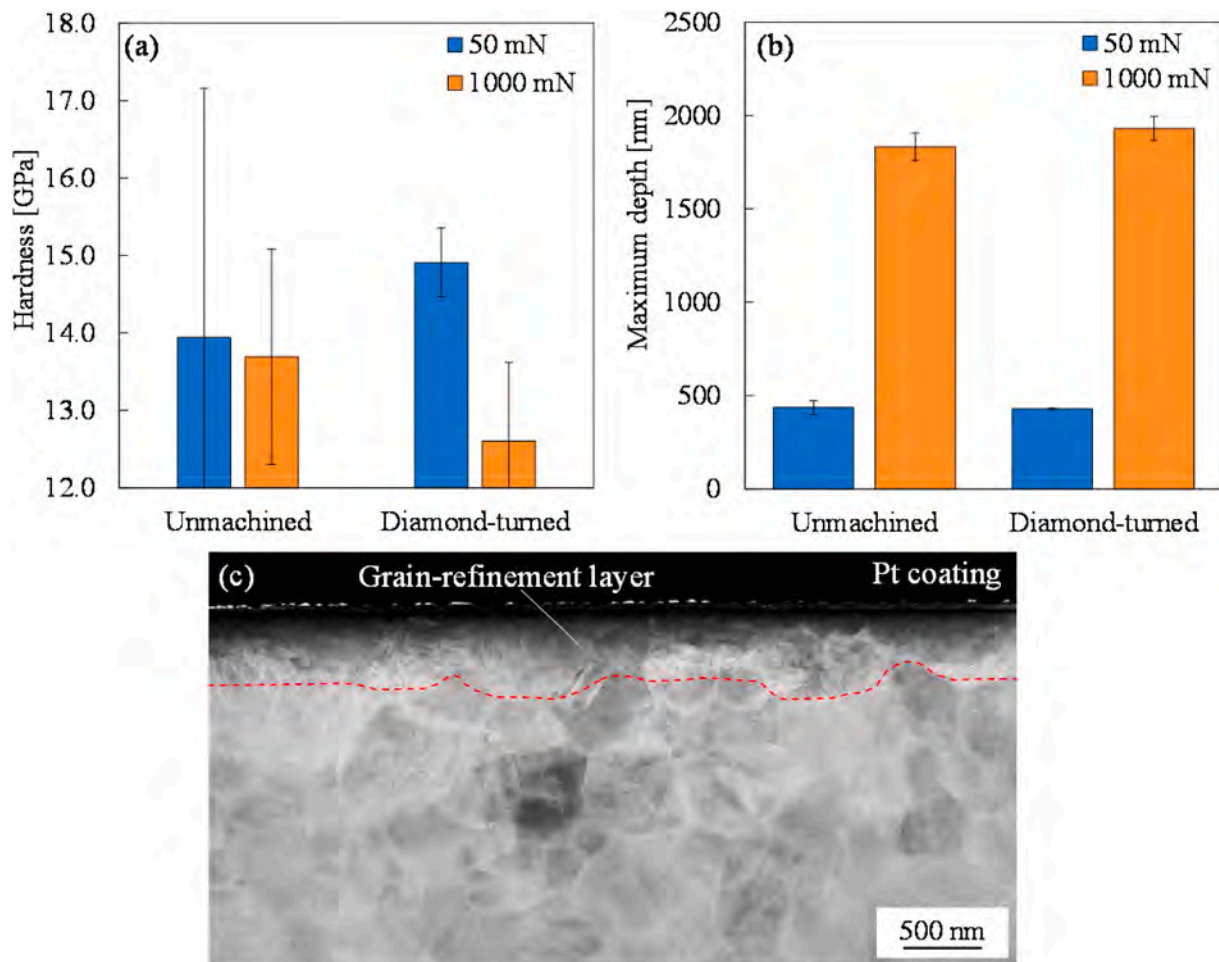 (a)
50 mN
1000 mN
Hardness [GPa]
18.0
17.0
16.0
15.0
14.0
13.0
12.0
Unmachined
Diamond-turned
(b)
50 mN
1000 mN
Maximum depth [nm]
2500
2000
1500
1000
500
0
Unmachined
Diamond-turned
(c)
Grain-refinement layer
Pt coating
500 nm